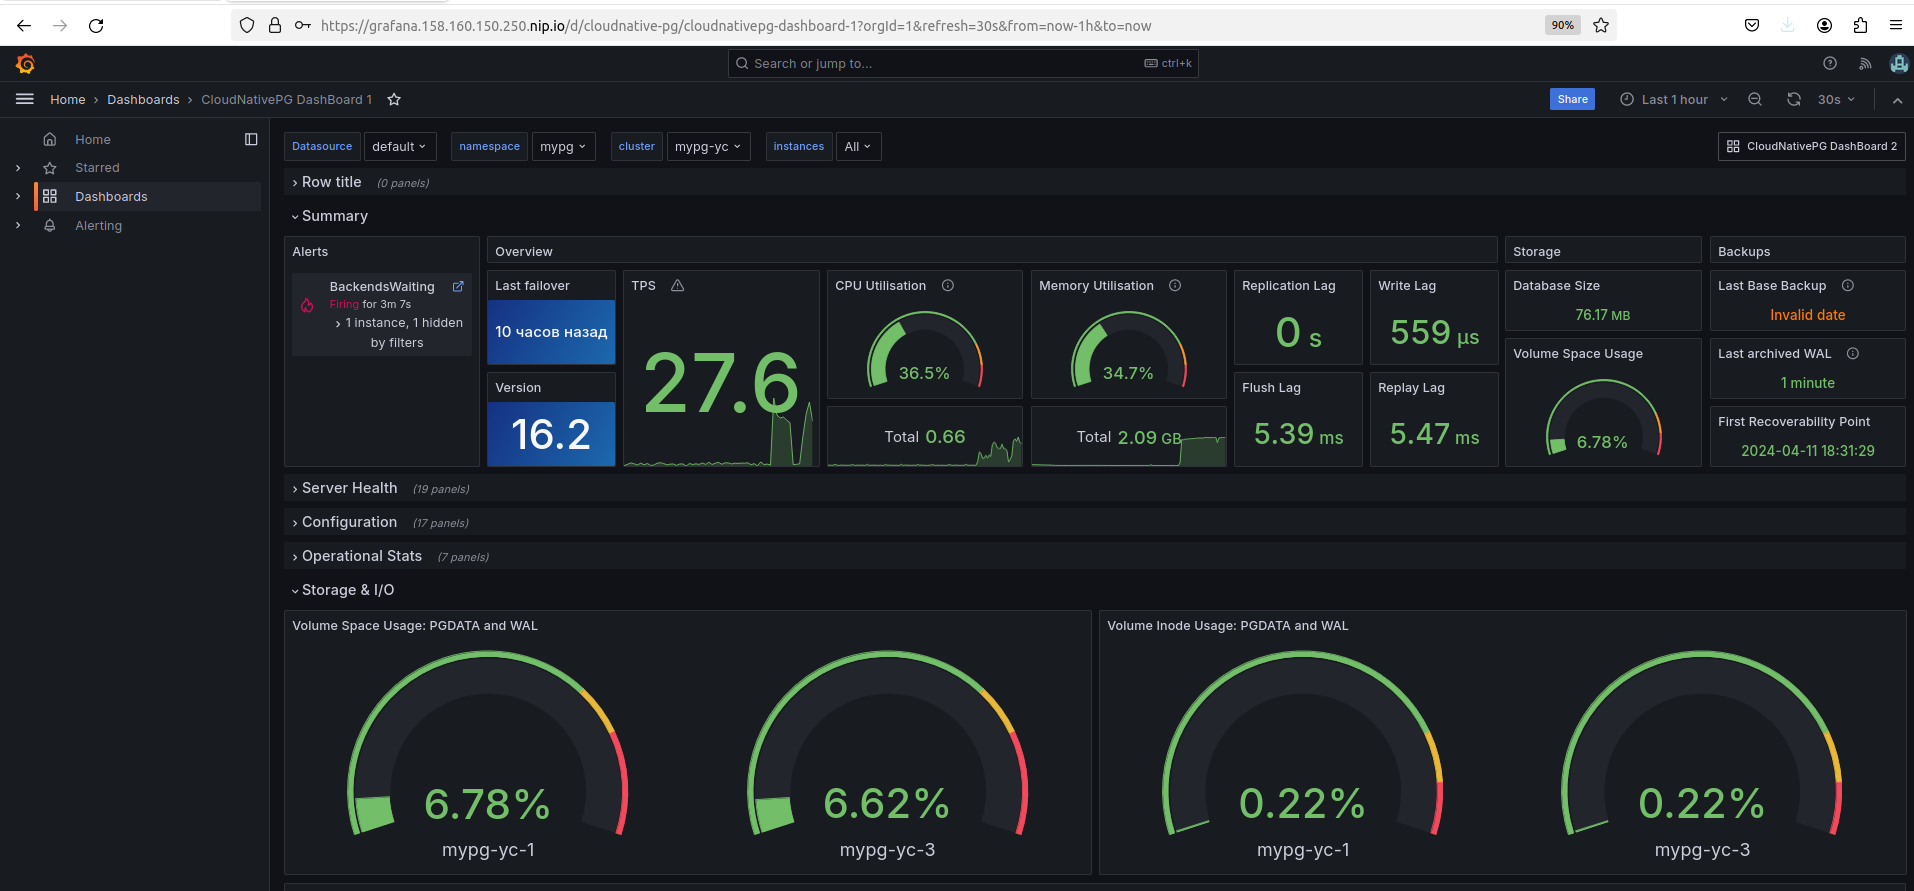 https://grafana.158.160.150.250.nip.io/d/cloudnative-pg/cloudnativepg-dashboard-1?orgId=1&refresh=30s&from=now-1h&to=now
90%
Search or jump to...
ctrl+k
Home › Dashboards › CloudNativePG DashBoard 1
Share
Last 1 hour
30s
Home
Starred
Dashboards
Alerting
Datasource default namespace mypg cluster mypg-yc instances All
CloudNativePG DashBoard 2
Row title (0 panels)
Summary
Alerts
BackendsWaiting
Firing for 3m 7s
1 instance, 1 hidden
by filters
Overview
Last failover
10 часов назад
Version
16.2
TPS
27.6
CPU Utilisation
36.5%
Total 0.66
Memory Utilisation
34.7%
Total 2.09 GB
Replication Lag
0 s
Write Lag
559 µs
Flush Lag
5.39 ms
Replay Lag
5.47 ms
Storage
Database Size
76.17 MB
Volume Space Usage
6.78%
Backups
Last Base Backup
Invalid date
Last archived WAL
1 minute
First Recoverability Point
2024-04-11 18:31:29
Server Health (19 panels)
Configuration (17 panels)
Operational Stats (7 panels)
Storage & I/O
Volume Space Usage: PGDATA and WAL
6.78%
mypg-yc-1
6.62%
mypg-yc-3
Volume Inode Usage: PGDATA and WAL
0.22%
mypg-yc-1
0.22%
mypg-yc-3